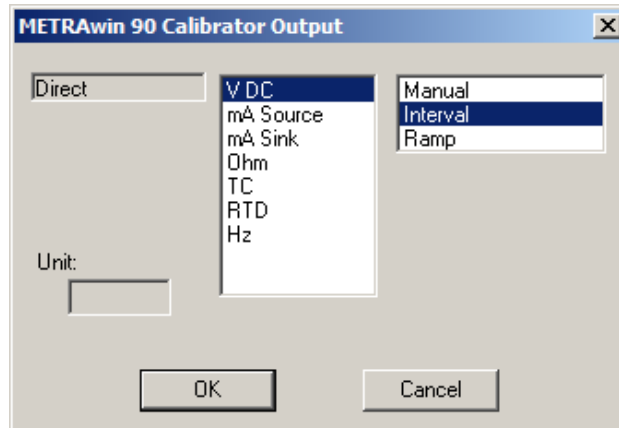 METRAwin 90 Calibrator Output
Direct
V DC
mA Source
mA Sink
Ohm
TC
RTD
Hz
Manual
Interval
Ramp
Unit:
OK
Cancel